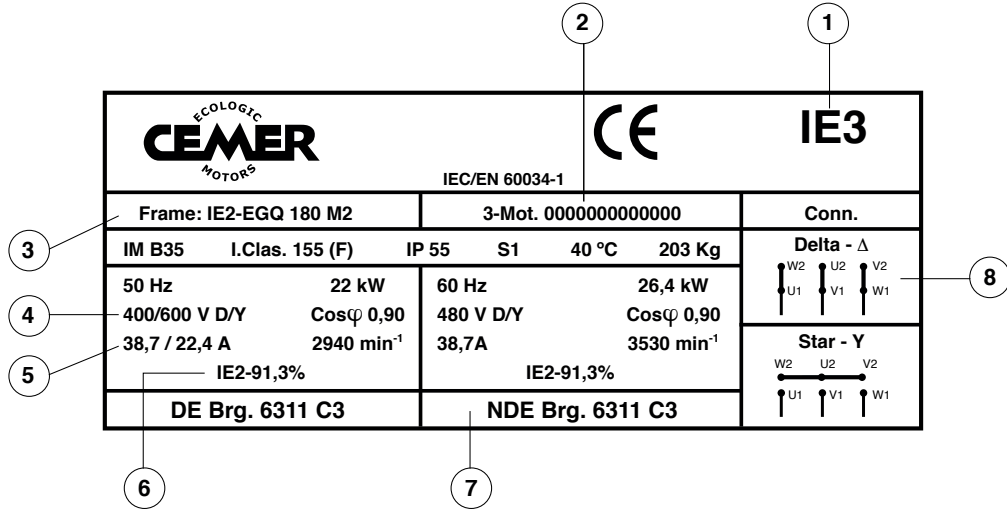 2
1
ECOLOGIC
CEMER
MOTORS
CE
IE3
IEC/EN 60034-1
Frame: IE2-EGQ 180 M2
3-Mot. 0000000000000
Conn.
3
IM B35 I.Clas. 155 (F) IP 55 S1 40 ºC 203 Kg
Delta - Δ
W2 U2 V2
U1 V1 W1
8
50 Hz 22 kW
400/600 V D/Y Cosφ 0,90
38,7 / 22,4 A 2940 min⁻¹
IE2-91,3%
4
5
60 Hz 26,4 kW
480 V D/Y Cosφ 0,90
38,7A 3530 min⁻¹
IE2-91,3%
Star - Y
W2 U2 V2
U1 V1 W1
DE Brg. 6311 C3
NDE Brg. 6311 C3
6
7